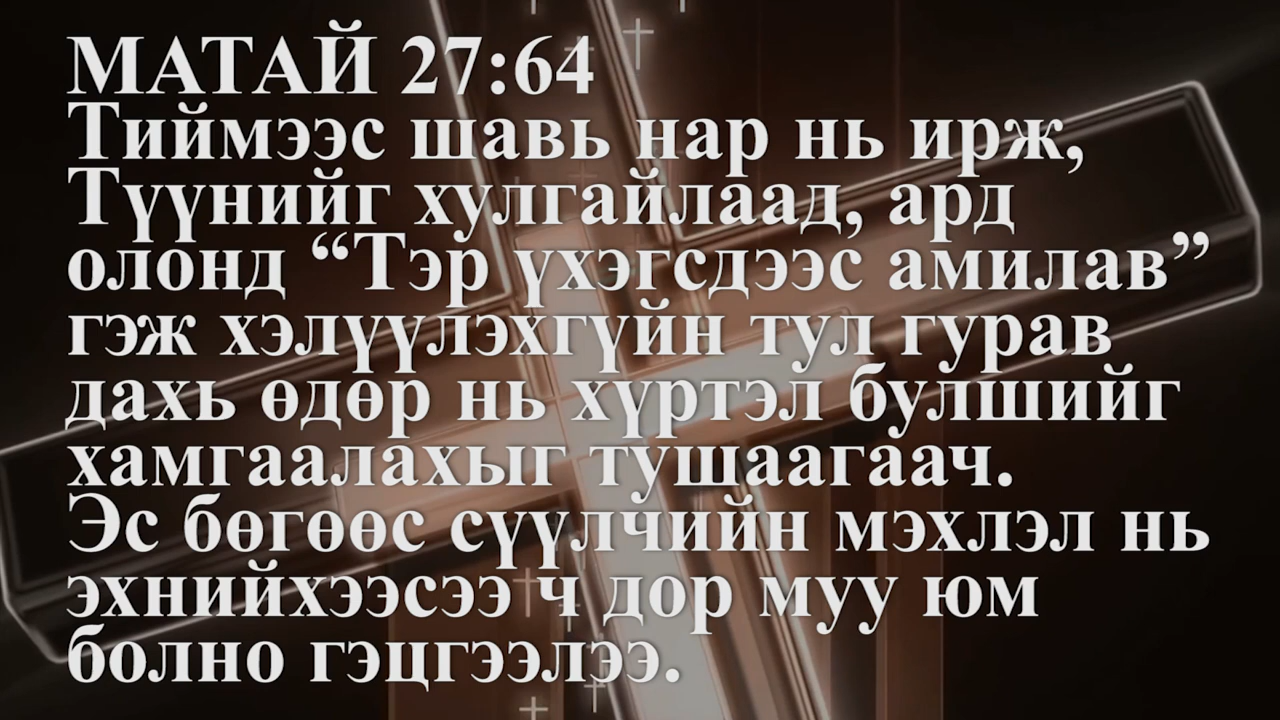 МАТАЙ 27:64
Тиймээс шавь нар нь ирж,
Түүнийг хулгайлаад, ард
олонд “Тэр үхэгсдээс амилав”
гэж хэлүүлэхгүйн тул гурав
дахь өдөр нь хүртэл булшийг
хамгаалахыг тушаагаач.
Эс бөгөөс сүүлчийн мэхлэл нь
эхнийхээсээ ч дор муу юм
болно гэцгээлээ.